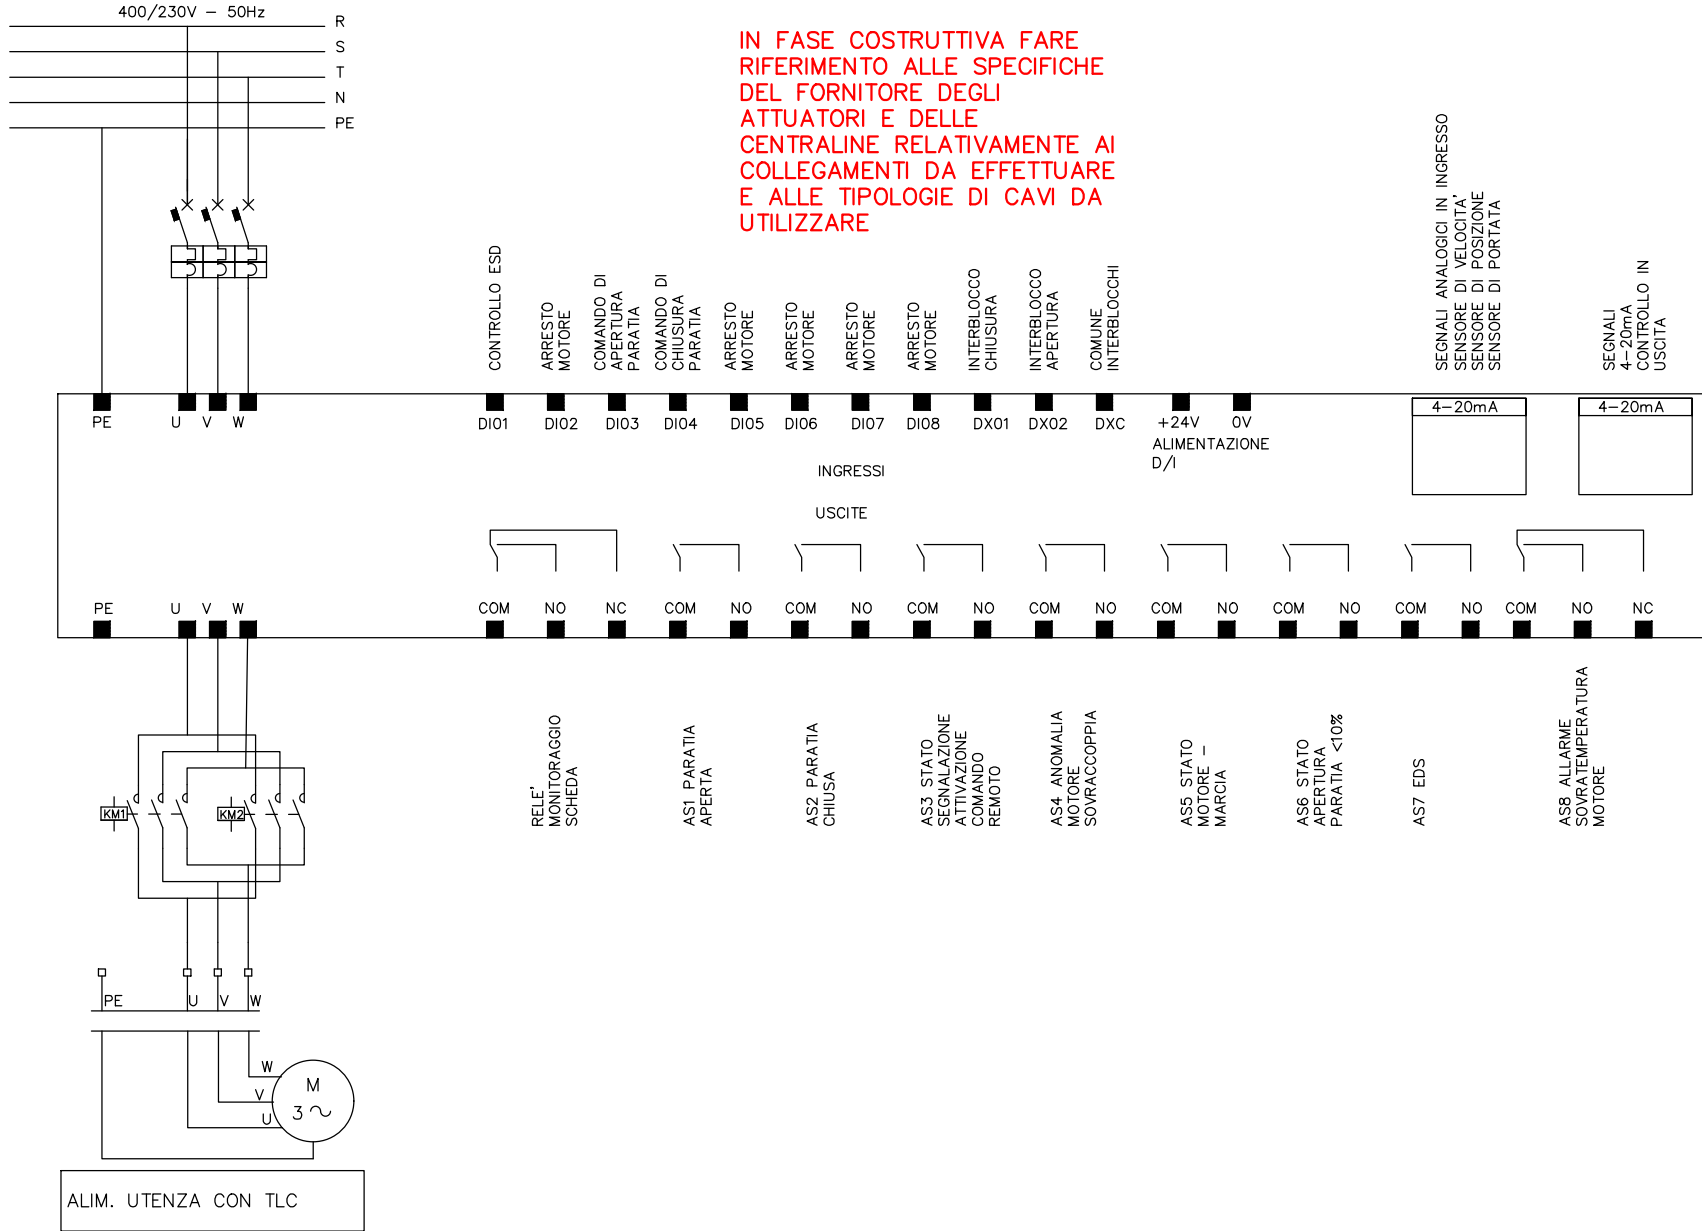 400/230V – 50Hz
R
S
T
N
PE
IN FASE COSTRUTTIVA FARE
RIFERIMENTO ALLE SPECIFICHE
DEL FORNITORE DEGLI
ATTUATORI E DELLE
CENTRALINE RELATIVAMENTE AI
COLLEGAMENTI DA EFFETTUARE
E ALLE TIPOLOGIE DI CAVI DA
UTILIZZARE
CONTROLLO ESD
ARRESTO
MOTORE
COMANDO DI
APERTURA
PARATIA
COMANDO DI
CHIUSURA
PARATIA
ARRESTO
MOTORE
ARRESTO
MOTORE
ARRESTO
MOTORE
ARRESTO
MOTORE
INTERBLOCCO
CHIUSURA
INTERBLOCCO
APERTURA
COMUNE
INTERBLOCCHI
SEGNALI ANALOGICI IN INGRESSO
SENSORE DI VELOCITA'
SENSORE DI POSIZIONE
SENSORE DI PORTATA
SEGNALI
4–20mA
CONTROLLO IN
USCITA
PE
U
V
W
DI01
DI02
DI03
DI04
DI05
DI06
DI07
DI08
DX01
DX02
DXC
+24V
0V
ALIMENTAZIONE
D/I
4–20mA
4–20mA
INGRESSI
USCITE
PE
U
V
W
COM
NO
NC
COM
NO
COM
NO
COM
NO
COM
NO
COM
NO
COM
NO
COM
NO
COM
NO
NC
RELE'
MONITORAGGIO
SCHEDA
AS1 PARATIA
APERTA
AS2 PARATIA
CHIUSA
AS3 STATO
SEGNALAZIONE
ATTIVAZIONE
COMANDO
REMOTO
AS4 ANOMALIA
MOTORE
SOVRACCOPPIA
AS5 STATO
MOTORE –
MARCIA
AS6 STATO
APERTURA
PARATIA <10%
AS7 EDS
AS8 ALLARME
SOVRATEMPERATURA
MOTORE
KM1
KM2
PE
U
V
W
W
V
U
M
3
ALIM. UTENZA CON TLC